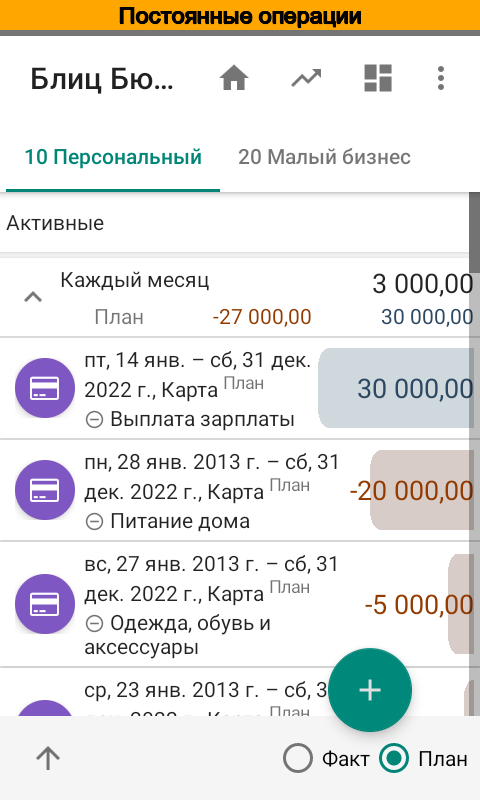 Постоянные операции
Блиц Бю...
10 Персональный 20 Малый бизнес
Активные
Каждый месяц 3 000,00
План -27 000,00 30 000,00
пт, 14 янв. – сб, 31 дек.
2022 г., Карта План 30 000,00
Выплата зарплаты
пн, 28 янв. 2013 г. – сб, 31
дек. 2022 г., Карта План -20 000,00
Питание дома
вс, 27 янв. 2013 г. – сб, 31
дек. 2022 г., Карта План -5 000,00
Одежда, обувь и
аксессуары
ср, 23 янв. 2013 г. – сб, 3
План
Факт План